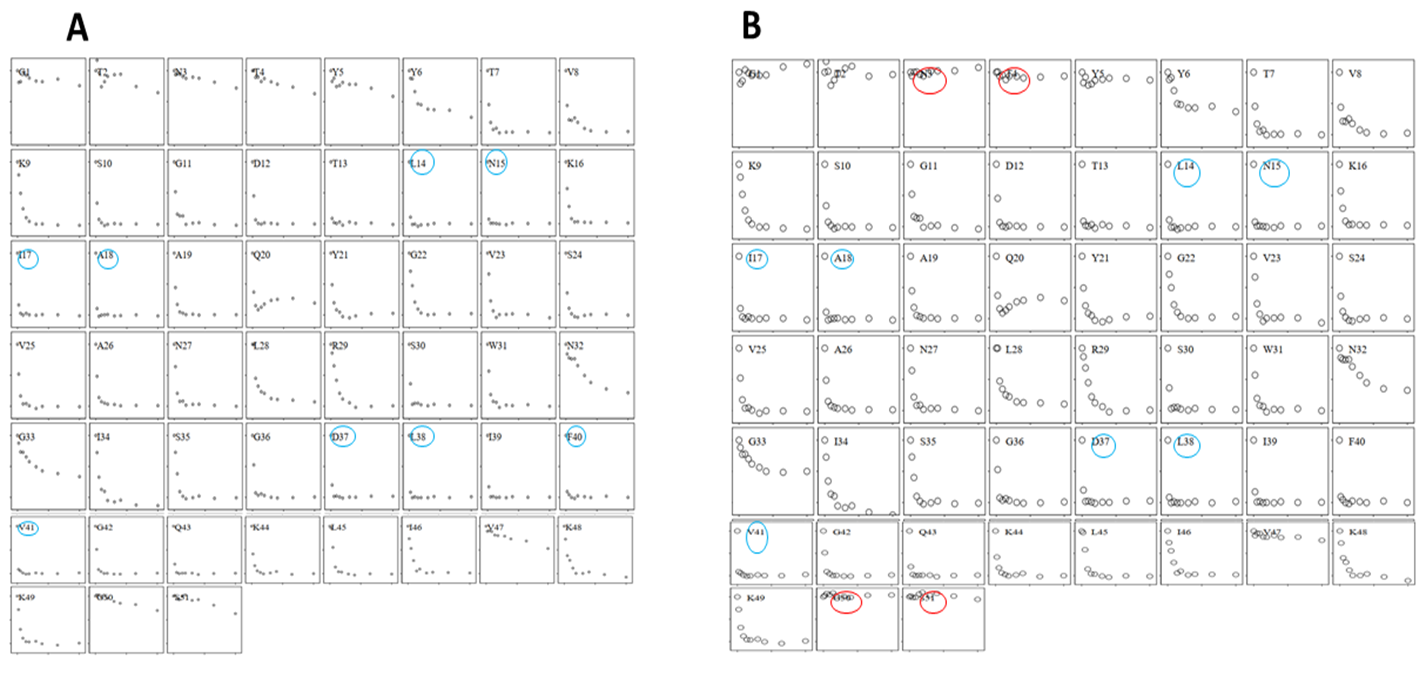 A
B
G1 T2 N3 T4 Y5 Y6 T7 V8
K9 S10 G11 D12 T13 L14 N15 K16
I17 A18 A19 Q20 Y21 G22 V23 S24
V25 A26 N27 L28 R29 S30 W31 N32
G33 I34 S35 G36 D37 L38 I39 F40
V41 G42 Q43 K44 L45 I46 V47 K48
K49 G50 S51
G1 T2 N3 T4 Y5 Y6 T7 V8
K9 S10 G11 D12 T13 L14 N15 K16
I17 A18 A19 Q20 Y21 G22 V23 S24
V25 A26 N27 L28 R29 S30 W31 N32
G33 I34 S35 G36 D37 L38 I39 F40
V41 G42 Q43 K44 L45 I46 V47 K48
K49 G50 S51